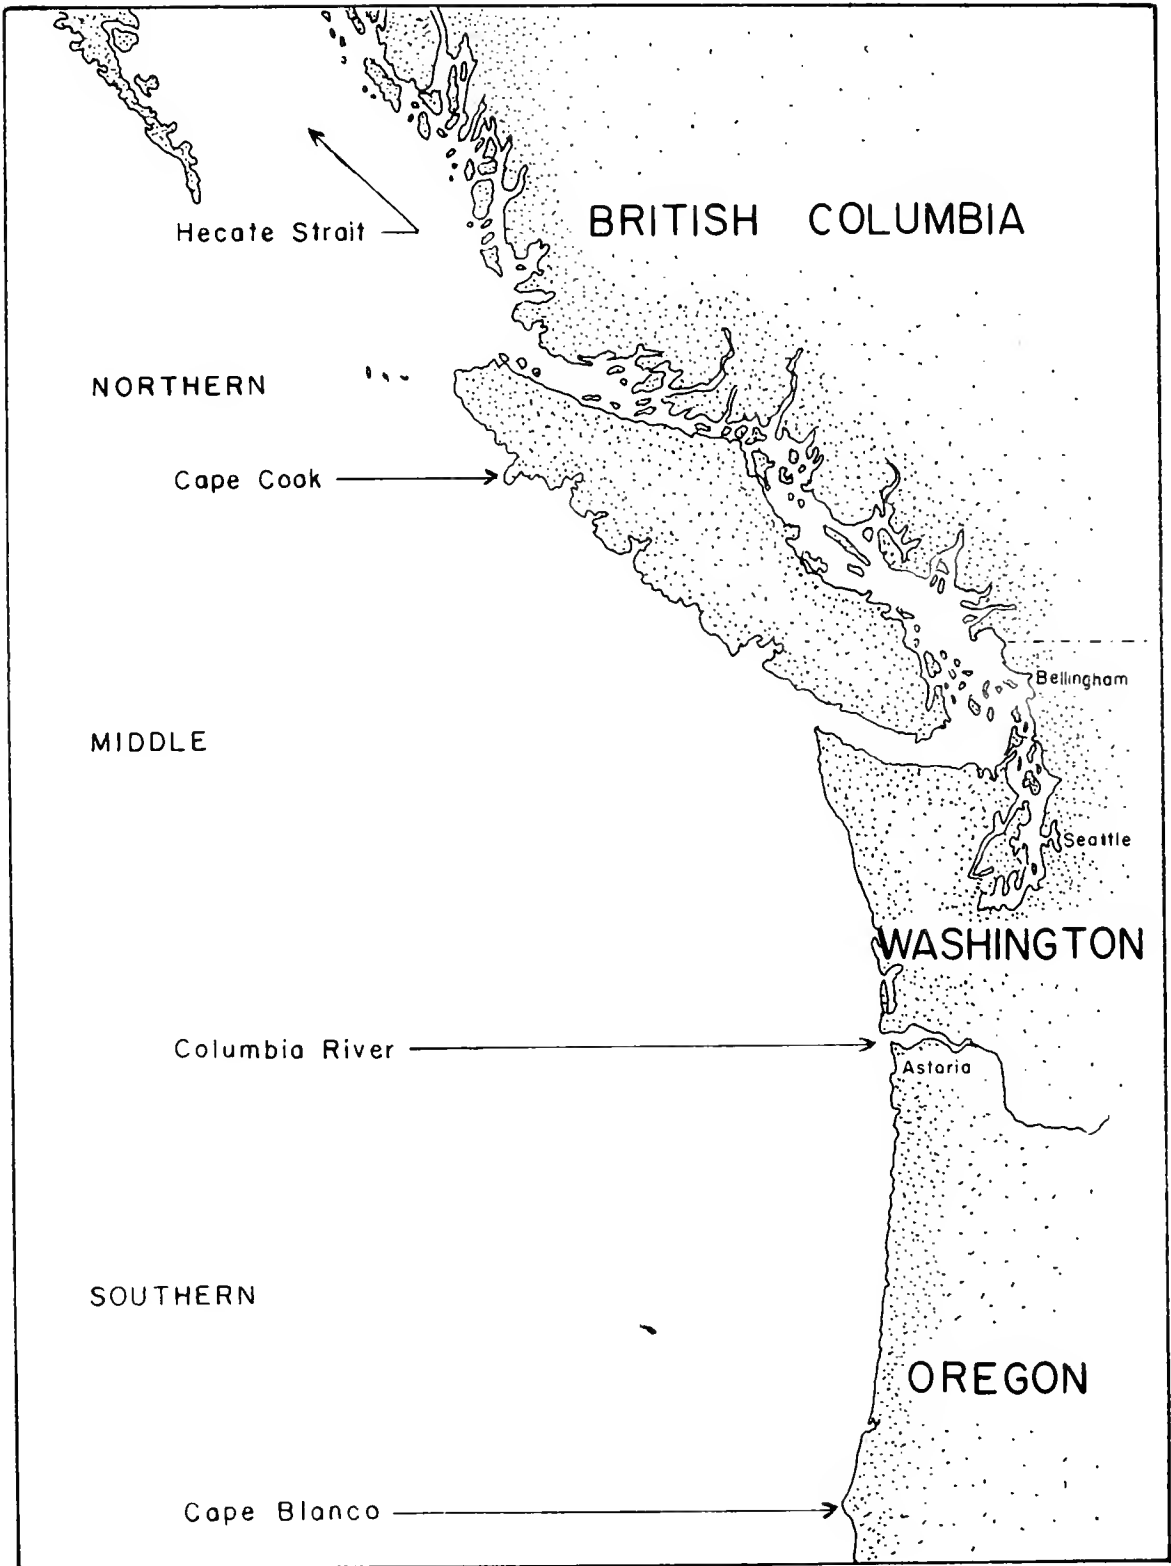 Hecate Strait
BRITISH COLUMBIA
NORTHERN
Cape Cook
Bellingham
MIDDLE
Seattle
WASHINGTON
Columbia River
Astoria
SOUTHERN
OREGON
Cape Blanco